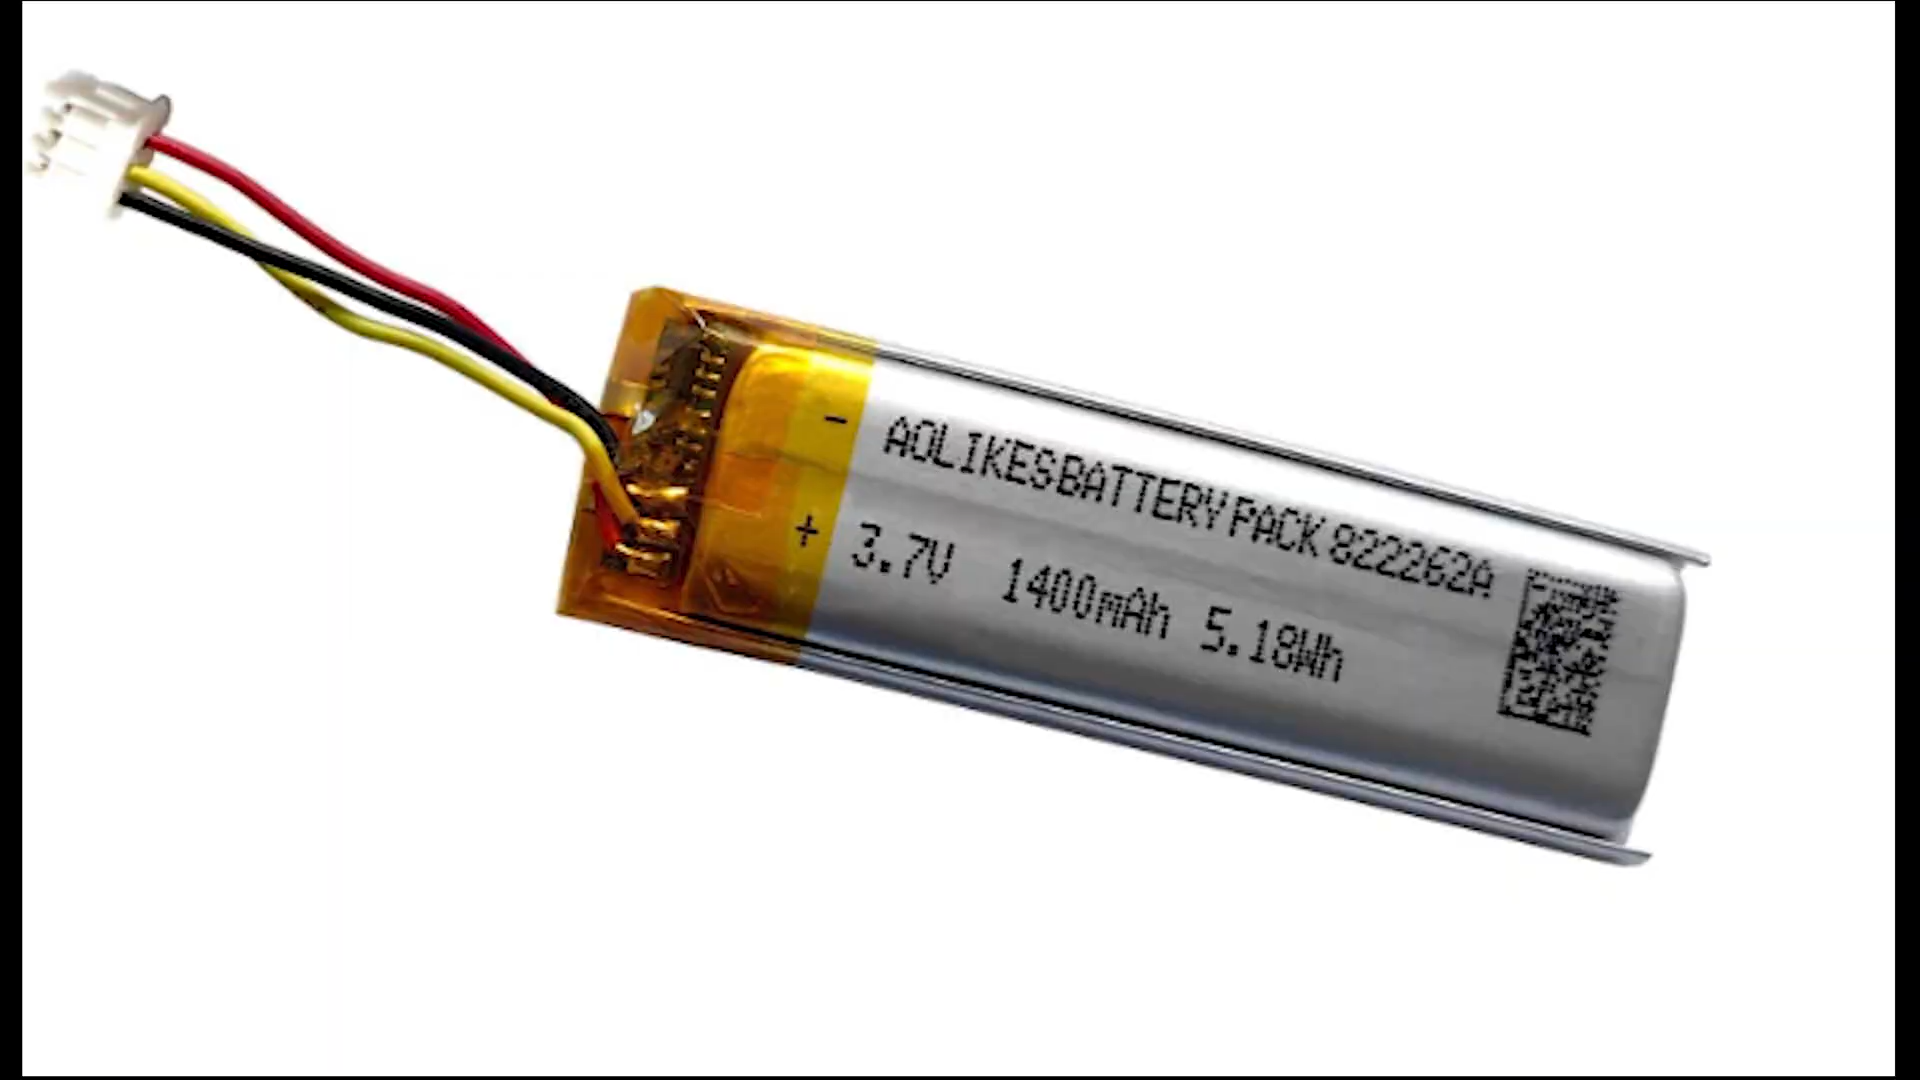 AOLIKES BATTERY PACK 822262A
-
+
3.7V 1400mAh 5.18Wh